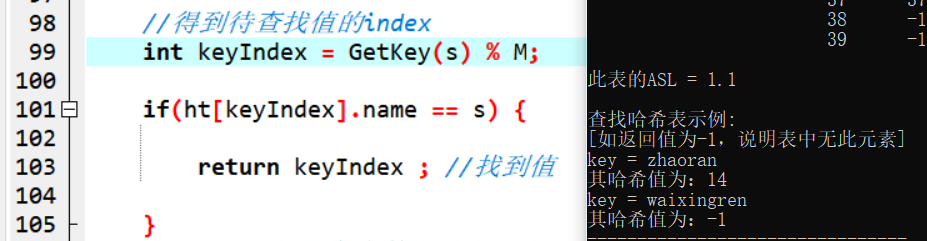 98 //得到待查找值的index
99 int keyIndex = GetKey(s) % M;
100
101 if(ht[keyIndex].name == s) {
102
103 return keyIndex ; //找到值
104
105 }
38 -1
39 -1
此表的ASL = 1.1
查找哈希表示例:
[如返回值为-1, 说明表中无此元素]
key = zhaoran
其哈希值为: 14
key = waixingren
其哈希值为: -1
--------------------------------